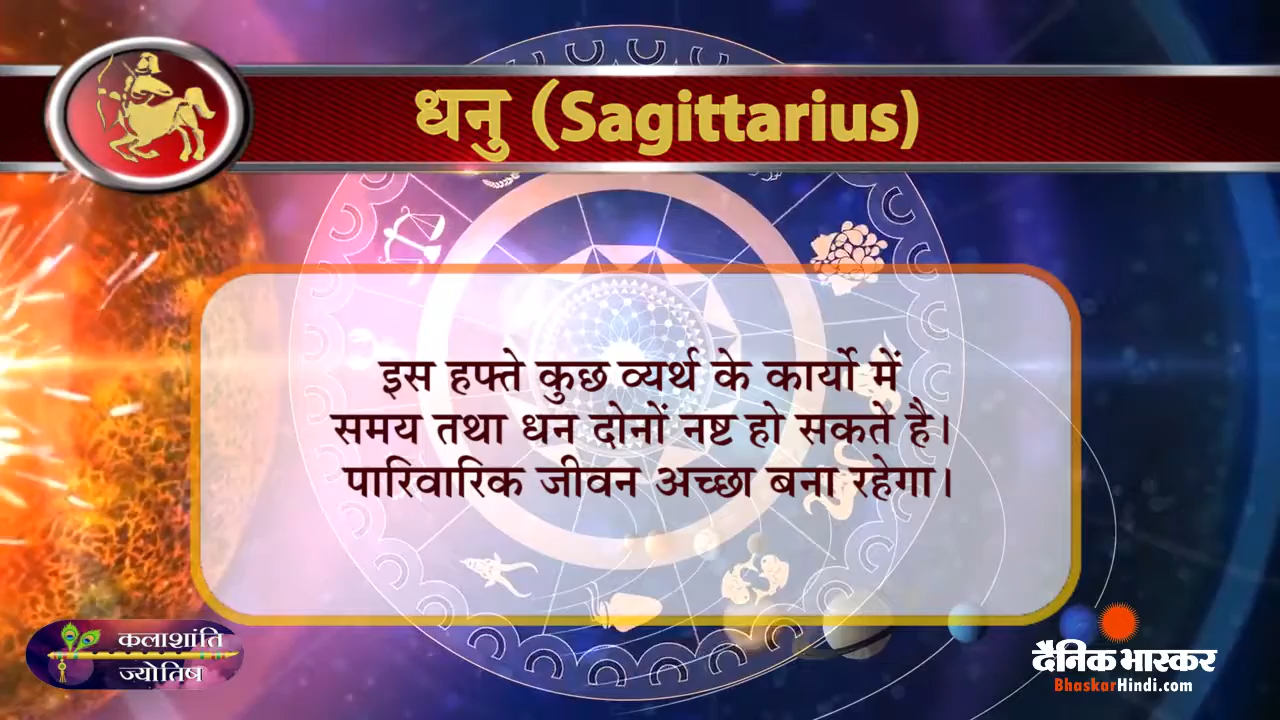 धनु (Sagittarius)
इस हफ्ते कुछ व्यर्थ के कार्यो में
समय तथा धन दोनों नष्ट हो सकते है।
पारिवारिक जीवन अच्छा बना रहेगा।
कलाशांति
ज्योतिष
दैनिक भास्कर
BhaskarHindi.com